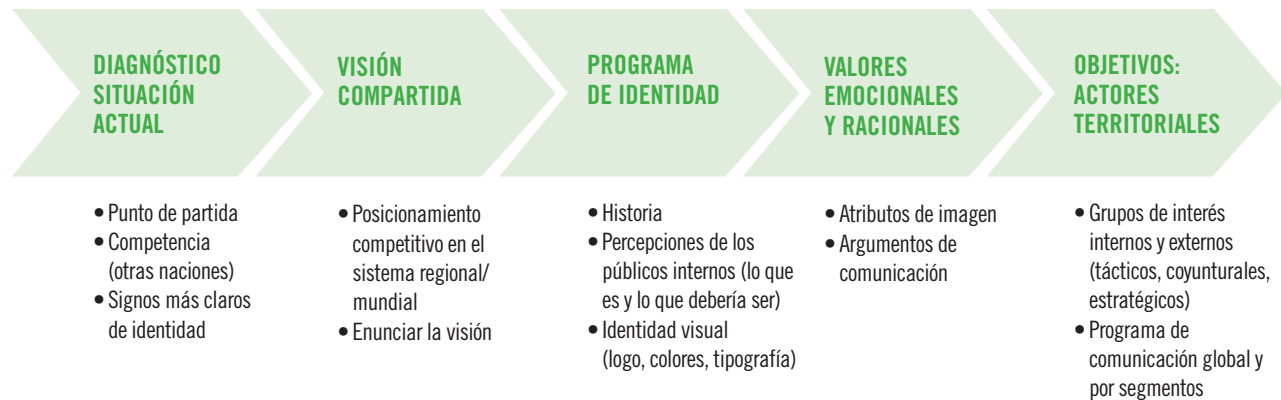 DIAGNÓSTICO
SITUACIÓN
ACTUAL
VISIÓN
COMPARTIDA
PROGRAMA
DE IDENTIDAD
VALORES
EMOCIONALES
Y RACIONALES
OBJETIVOS:
ACTORES
TERRITORIALES
• Punto de partida
• Competencia
(otras naciones)
• Signos más claros
de identidad
• Posicionamiento
competitivo en el
sistema regional/
mundial
• Enunciar la visión
• Historia
• Percepciones de los
públicos internos (lo que
es y lo que debería ser)
• Identidad visual
(logo, colores, tipografía)
• Atributos de imagen
• Argumentos de
comunicación
• Grupos de interés
internos y externos
(tácticos, coyunturales,
estratégicos)
• Programa de
comunicación global y
por segmentos